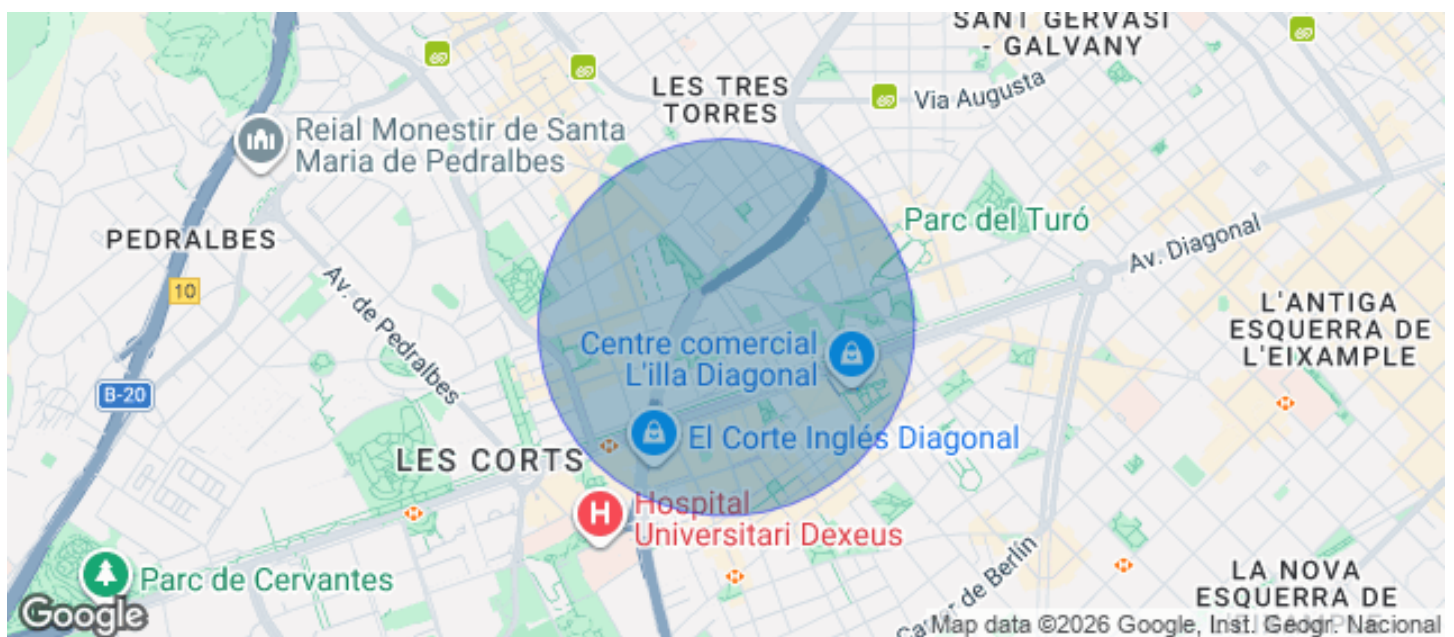 SANT GERVASI
- GALVANY
LES TRES
TORRES
Via Augusta
Reial Monestir de Santa
Maria de Pedralbes
Parc del Turó
PEDRALBES
Av. Diagonal
10
Av. de Pedralbes
L'ANTIGA
ESQUERRA DE
L'EIXAMPLE
Centre comercial
L'illa Diagonal
B-20
El Corte Inglés Diagonal
LES CORTS
H
Hospital
Universitari Dexeus
Parc de Cervantes
LA NOVA
ESQUERRA DE
Google
Map data ©2026 Google, Inst. Geogr. Nacional